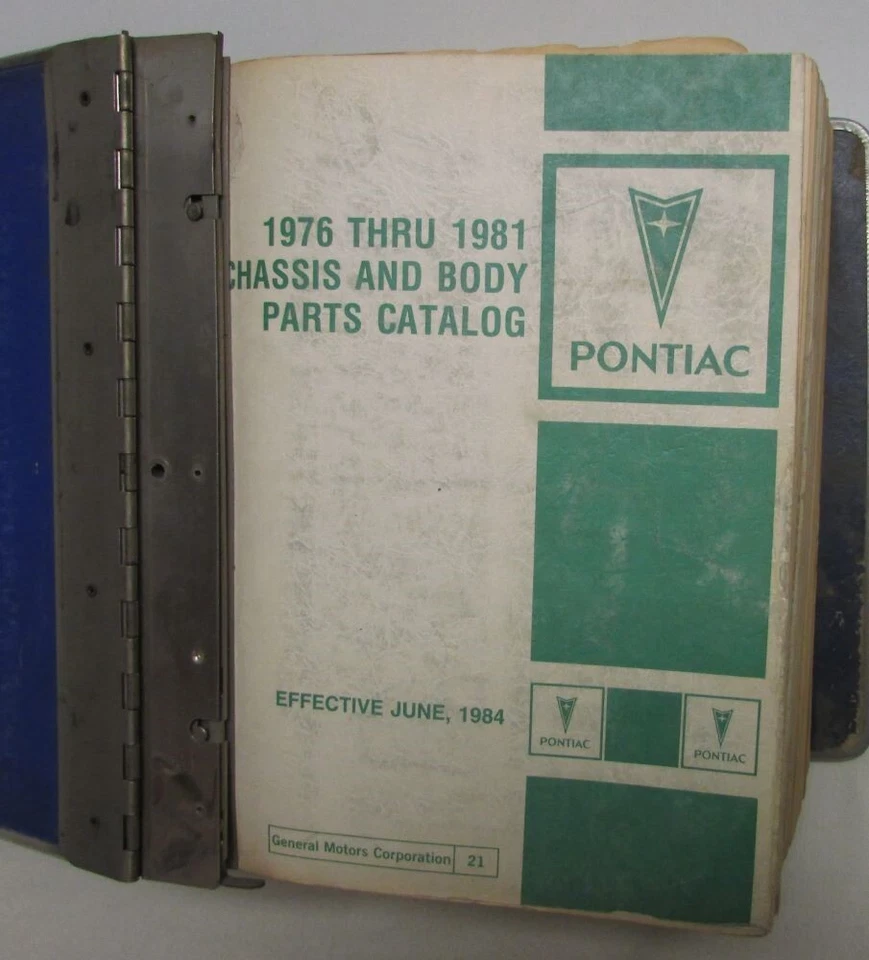 1976 THRU 1981
CHASSIS AND BODY
PARTS CATALOG
PONTIAC
EFFECTIVE JUNE, 1984
PONTIAC
PONTIAC
General Motors Corporation 21